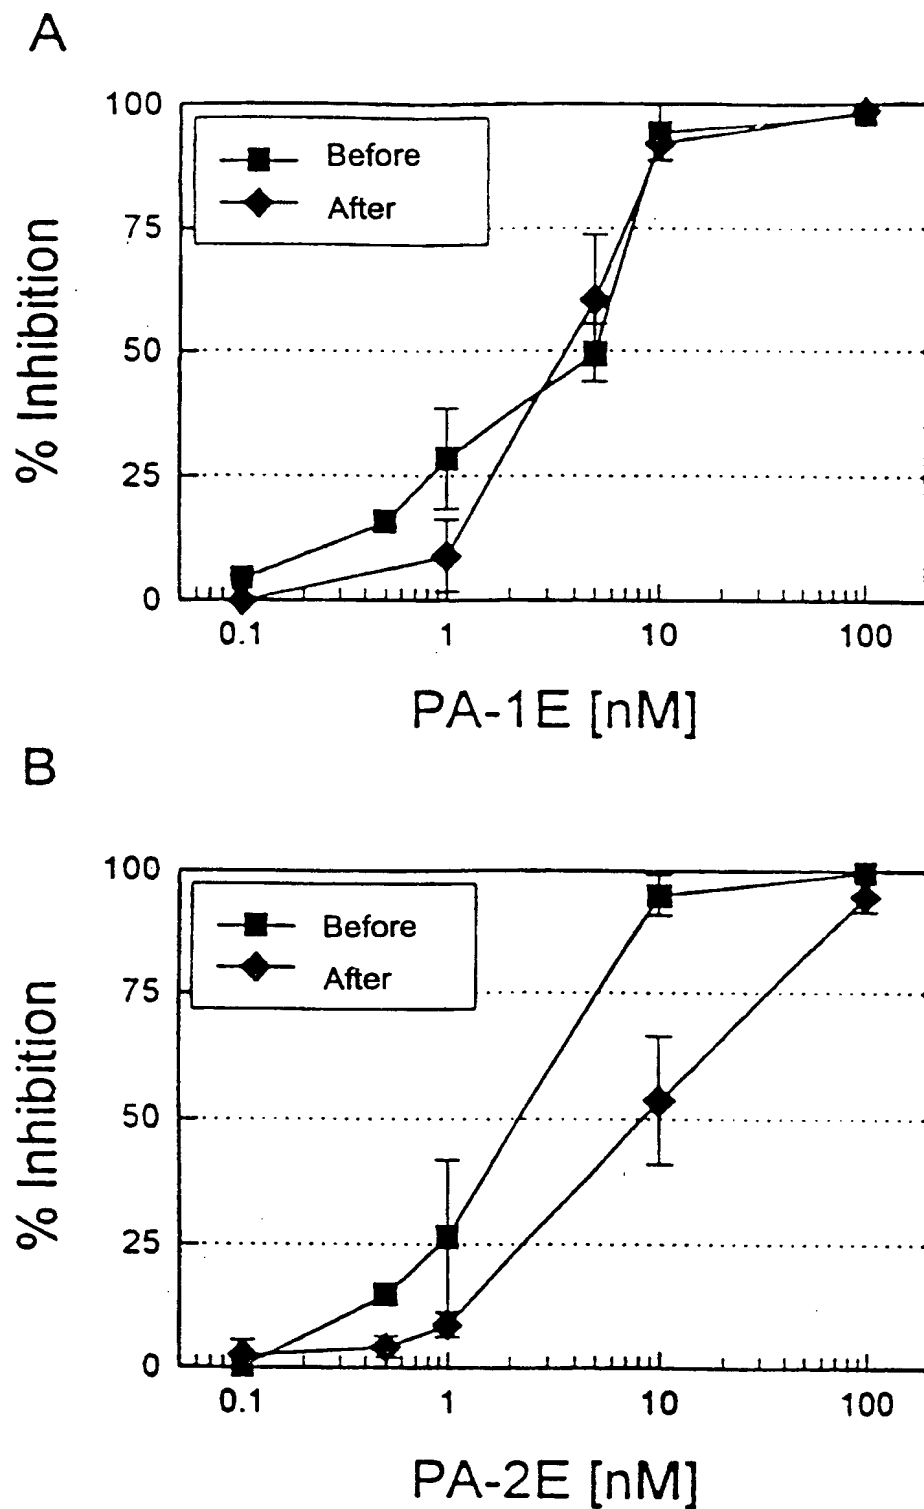 A
100
75
50
25
0
% Inhibition
Before
After
0.1 1 10 100
PA-1E [nM]
B
100
75
50
25
0
% Inhibition
Before
After
0.1 1 10 100
PA-2E [nM]